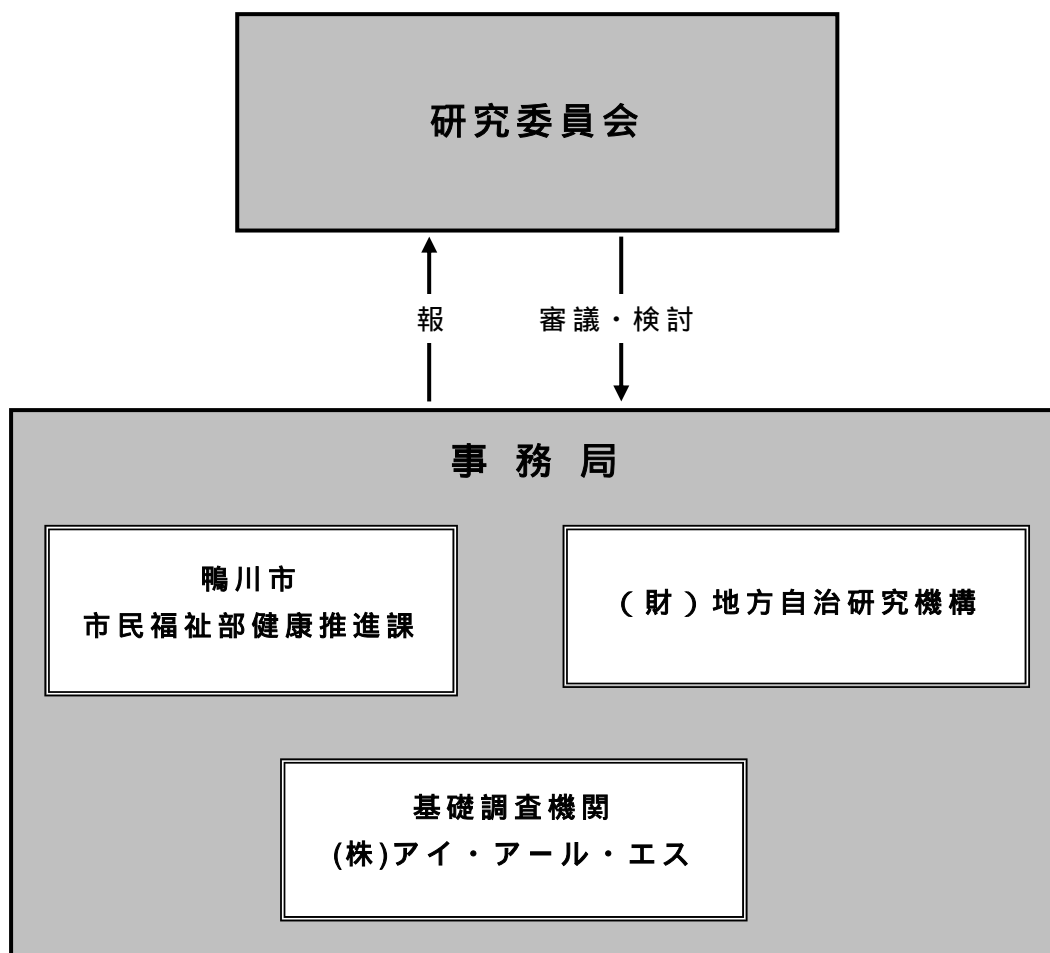 研究委員会
報
審議・検討
事務局
鴨川市
市民福祉部健康推進課
（財）地方自治研究機構
基礎調査機関
(株)アイ・アール・エス